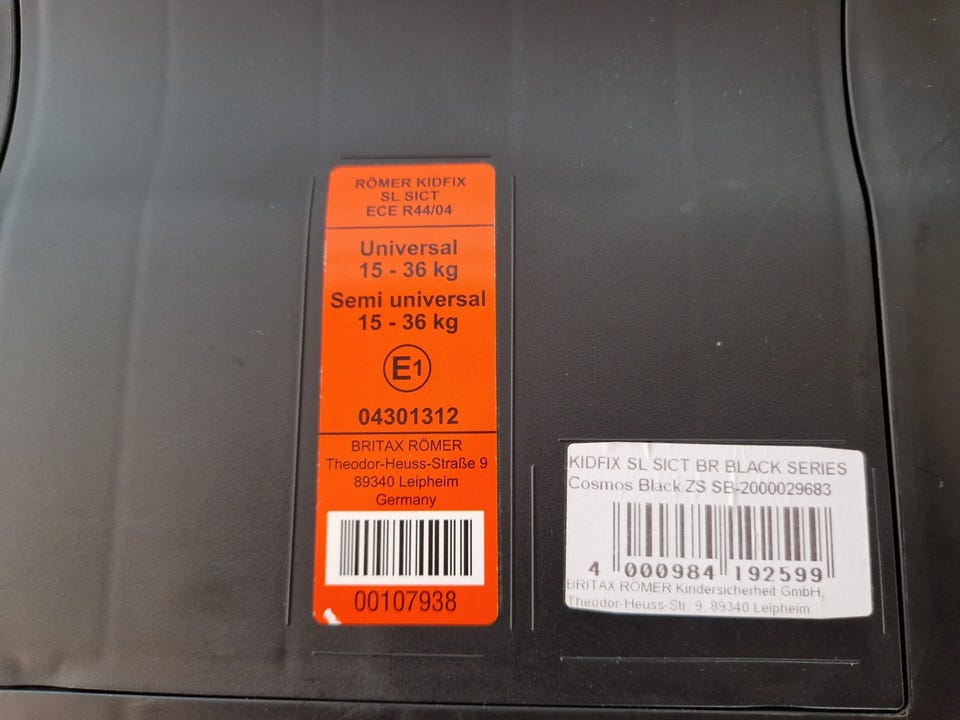 RÖMER KIDFIX
SL SICT
ECE R44/04
Universal
15 - 36 kg
Semi universal
15 - 36 kg
E1
04301312
BRITAX RÖMER
Theodor-Heuss-Straße 9
89340 Leipheim
Germany
00107938
KIDFIX SL SICT BR BLACK SERIES
Cosmos Black ZS SB-2000029683
4 000984 192599
BRITAX RÖMER Kindersicherheit GmbH,
Theodor-Heuss-Str. 9, 89340 Leipheim